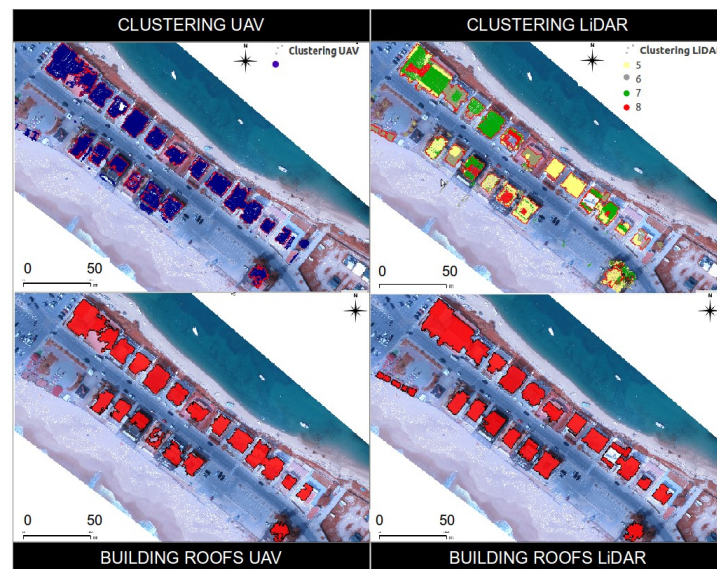 CLUSTERING UAV
CLUSTERING LiDAR
N
Clustering UAV
N
Clustering LiDAR
5
6
7
8
0 50
m
0 50
m
N
N
0 50
m
0 50
m
BUILDING ROOFS UAV
BUILDING ROOFS LiDAR